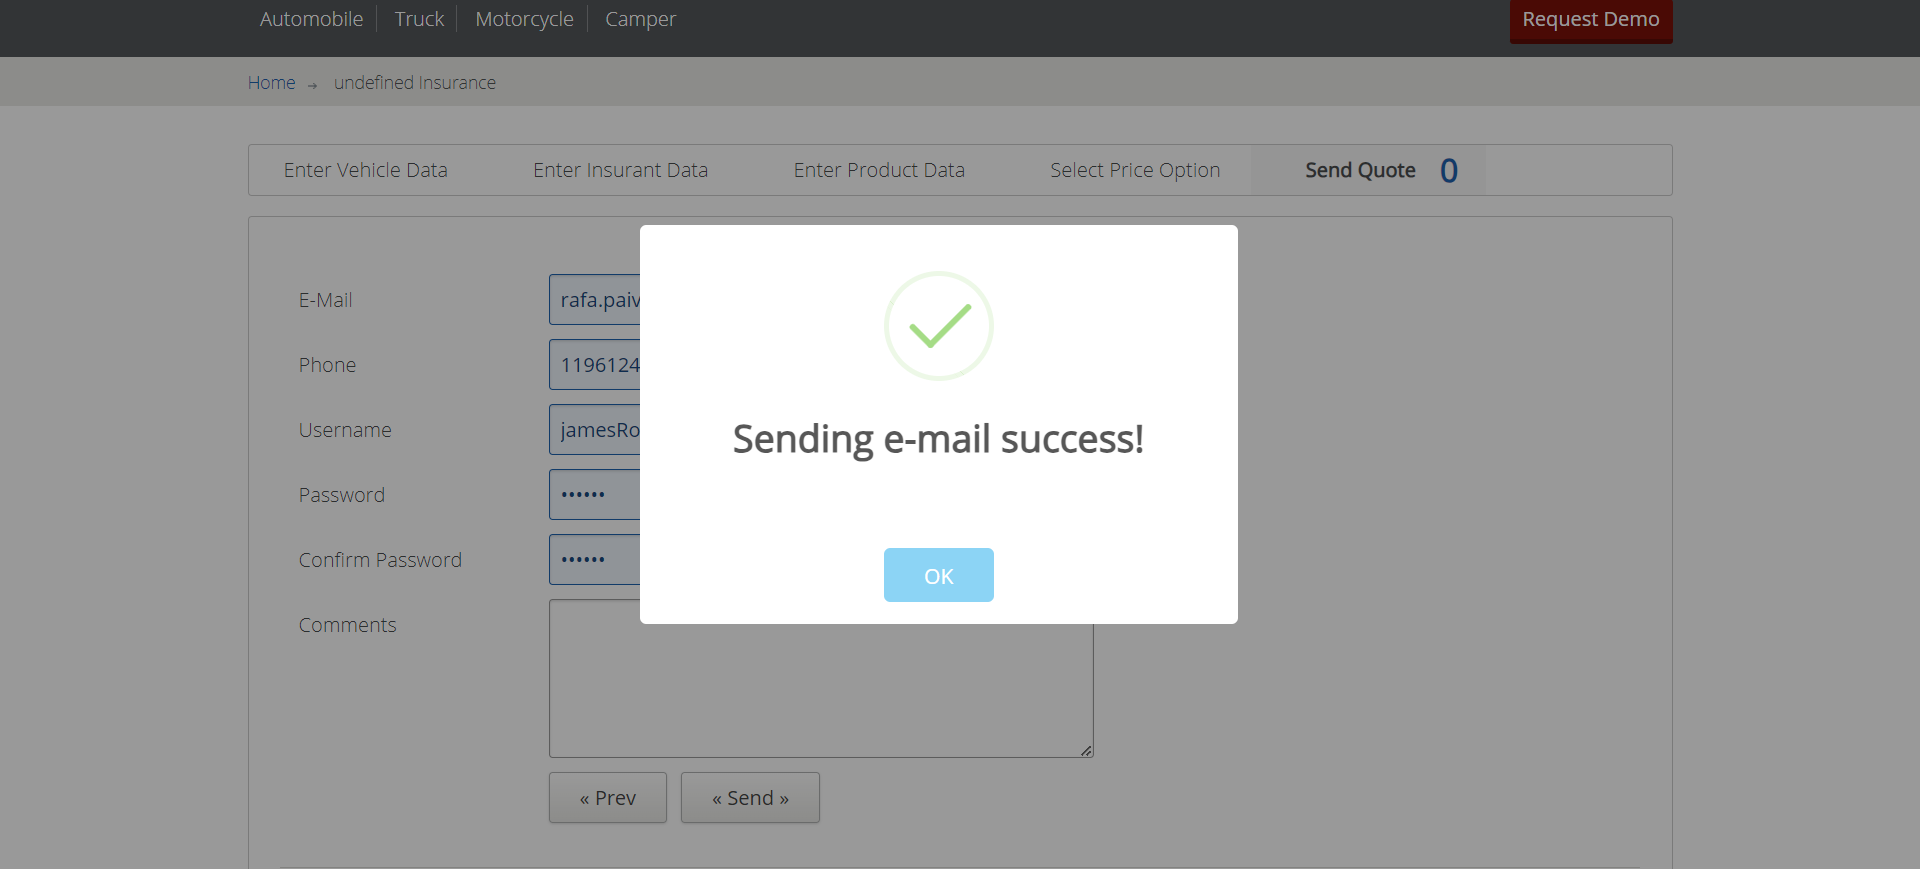 Automobile Truck Motorcycle Camper Request Demo
Home → undefined Insurance
Enter Vehicle Data Enter Insurant Data Enter Product Data Select Price Option Send Quote 0
E-Mail rafa.paiv
Phone 1196124
Username jamesRo
Password ••••••
Confirm Password ••••••
Comments
Sending e-mail success!
OK
« Prev « Send »